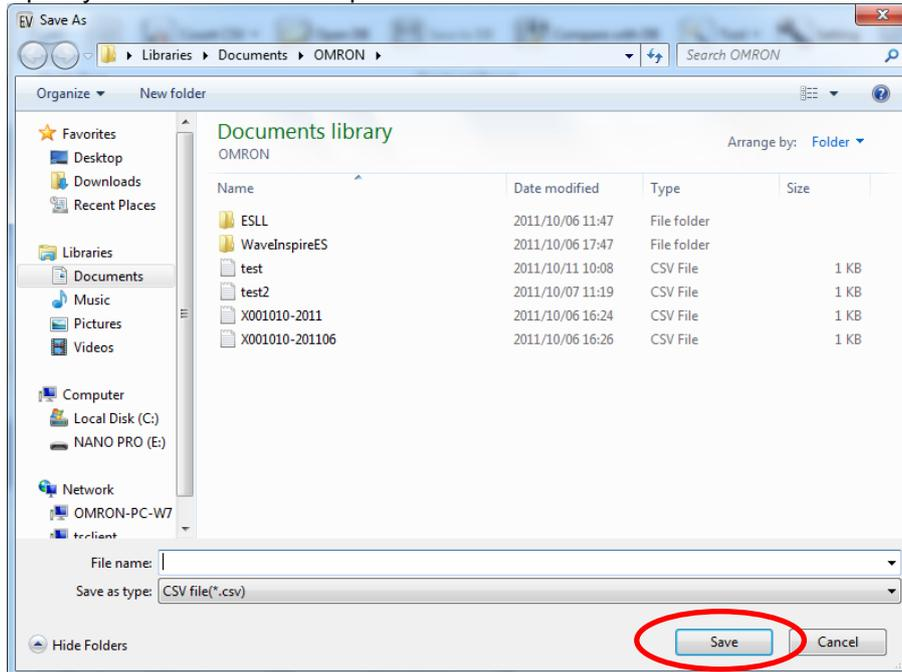 EV Save As
Libraries Documents OMRON
Search OMRON
Organize New folder
Favorites
Desktop
Downloads
Recent Places
Libraries
Documents
Music
Pictures
Videos
Computer
Local Disk (C:)
NANO PRO (E:)
Network
OMRON-PC-W7
tsclient
Documents library
OMRON
Arrange by: Folder
Name Date modified Type Size
ESLL 2011/10/06 11:47 File folder
WaveInspireES 2011/10/06 17:47 File folder
test 2011/10/11 10:08 CSV File 1 KB
test2 2011/10/07 11:19 CSV File 1 KB
X001010-2011 2011/10/06 16:24 CSV File 1 KB
X001010-201106 2011/10/06 16:26 CSV File 1 KB
File name:
Save as type: CSV file(*.csv)
Hide Folders
Save Cancel